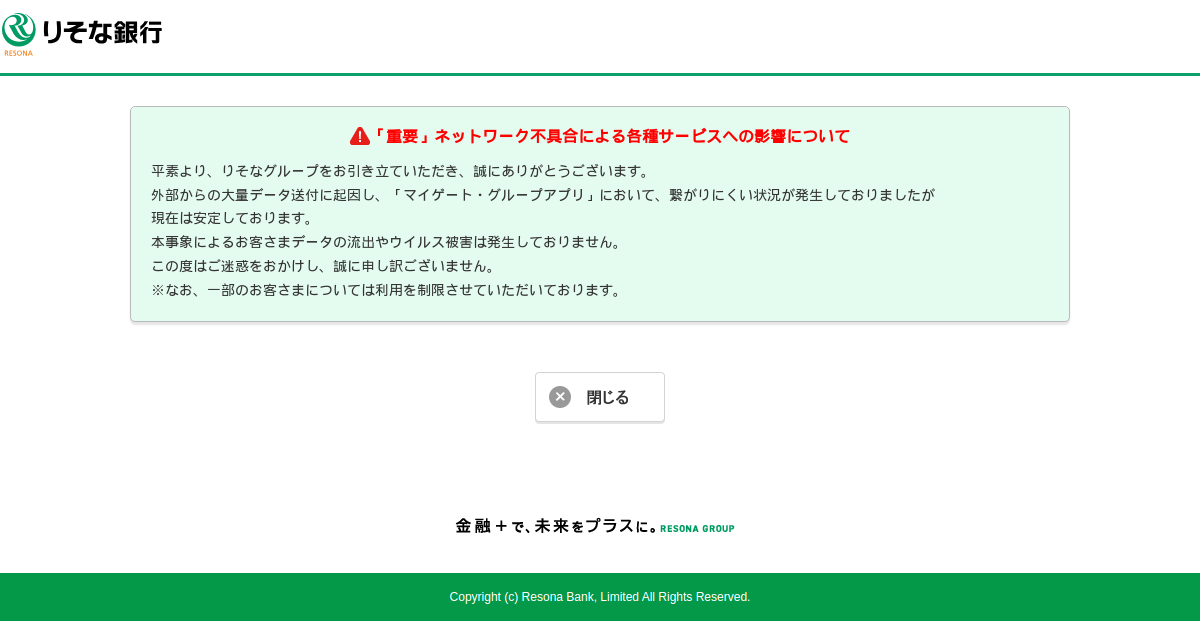 りそな銀行
RESONA
「重要」ネットワーク不具合による各種サービスへの影響について
平素より、りそなグループをお引き立ていただき、誠にありがとうございます。
外部からの大量データ送付に起因し、「マイゲート・グループアプリ」において、繋がりにくい状況が発生しておりましたが
現在は安定しております。
本事象によるお客さまデータの流出やウイルス被害は発生しておりません。
この度はご迷惑をおかけし、誠に申し訳ございません。
※なお、一部のお客さまについては利用を制限させていただいております。
閉じる
金融＋で、未来をプラスに。RESONA GROUP
Copyright (c) Resona Bank, Limited All Rights Reserved.